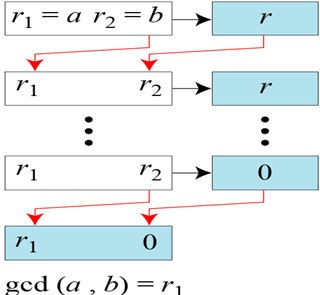 r₁ = a r₂ = b r
r₁ r₂ r
r₁ r₂ 0
r₁ 0
gcd (a , b) = r₁